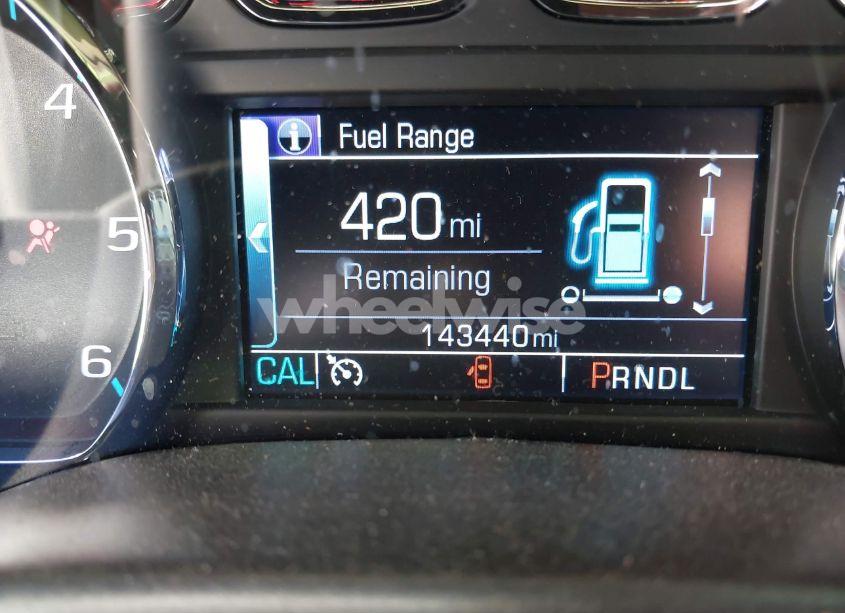 4
5
6
i Fuel Range
420 mi
Remaining
wheelwise
143440 mi
CAL
PRNDL